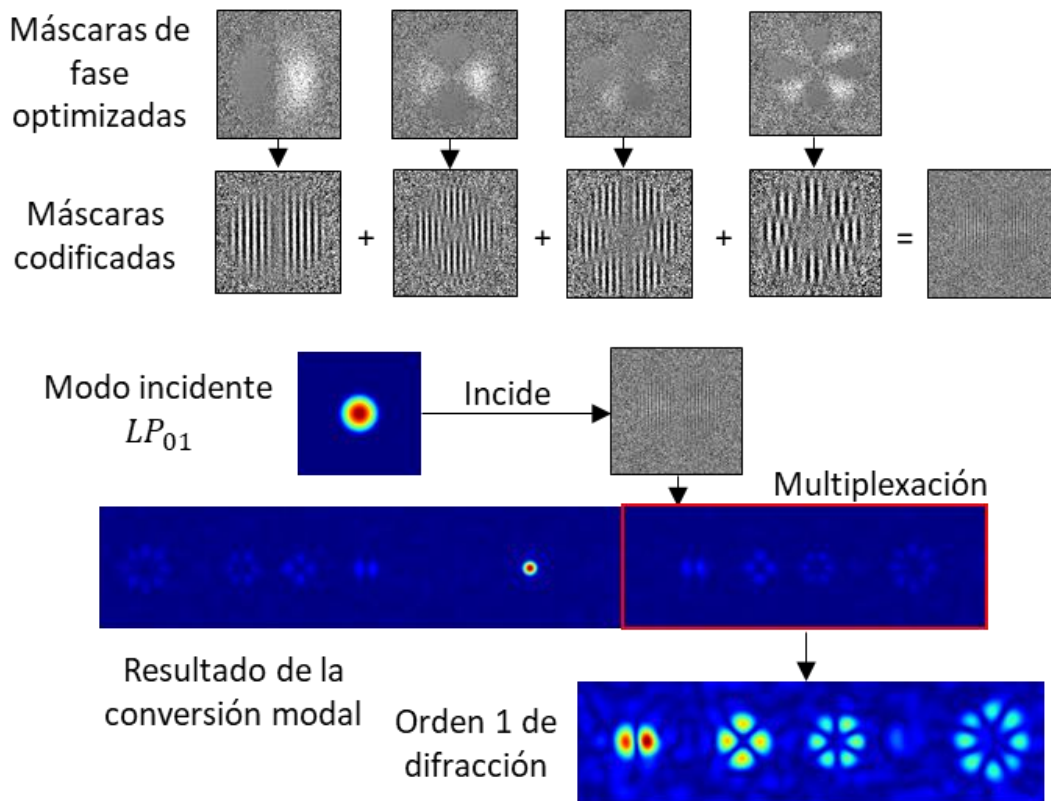 Máscaras de
fase
optimizadas
Máscaras
codificadas
+
+
+
=
Modo incidente
LP₀₁
Incide
Multiplexación
Resultado de la
conversión modal
Orden 1 de
difracción